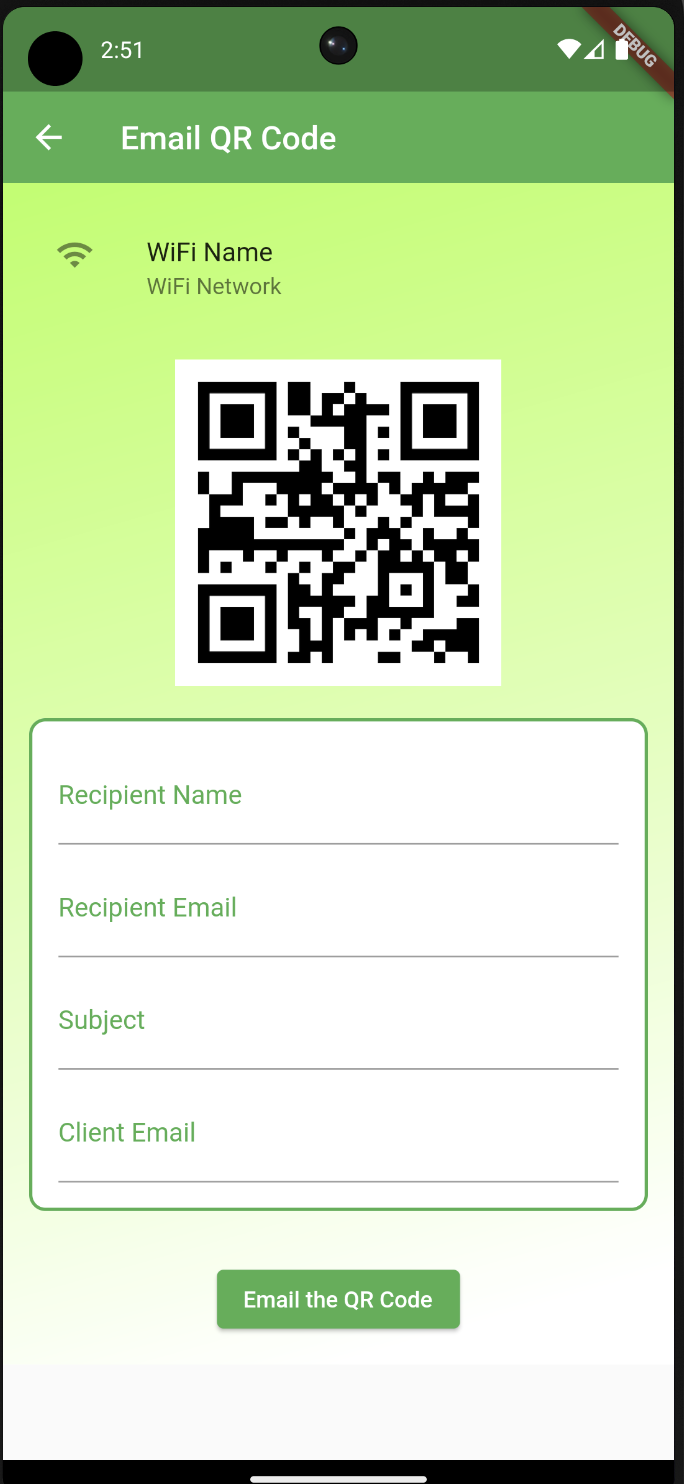 2:51
DEBUG
Email QR Code
WiFi Name
WiFi Network
Recipient Name
Recipient Email
Subject
Client Email
Email the QR Code